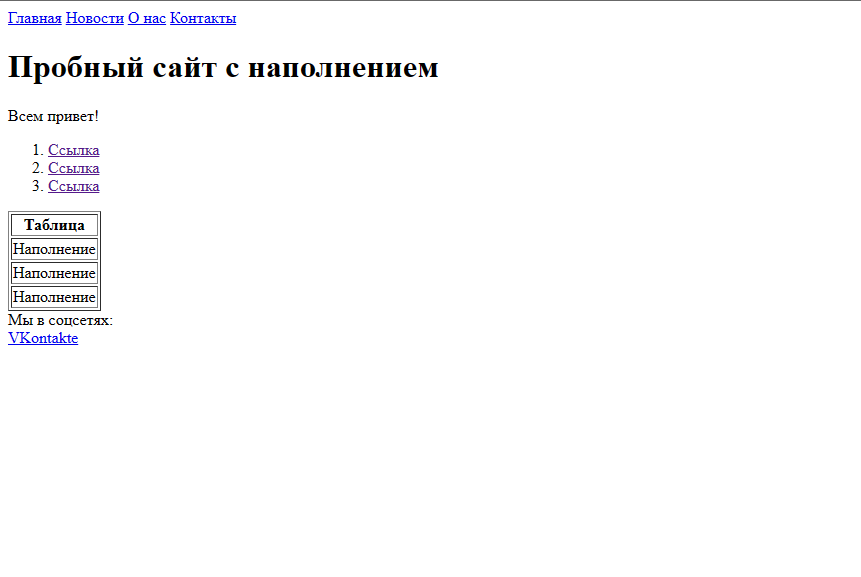 Главная Новости О нас Контакты
Пробный сайт с наполнением
Всем привет!
1. Ссылка
2. Ссылка
3. Ссылка
Таблица
Наполнение
Наполнение
Наполнение
Мы в соцсетях:
VKontakte